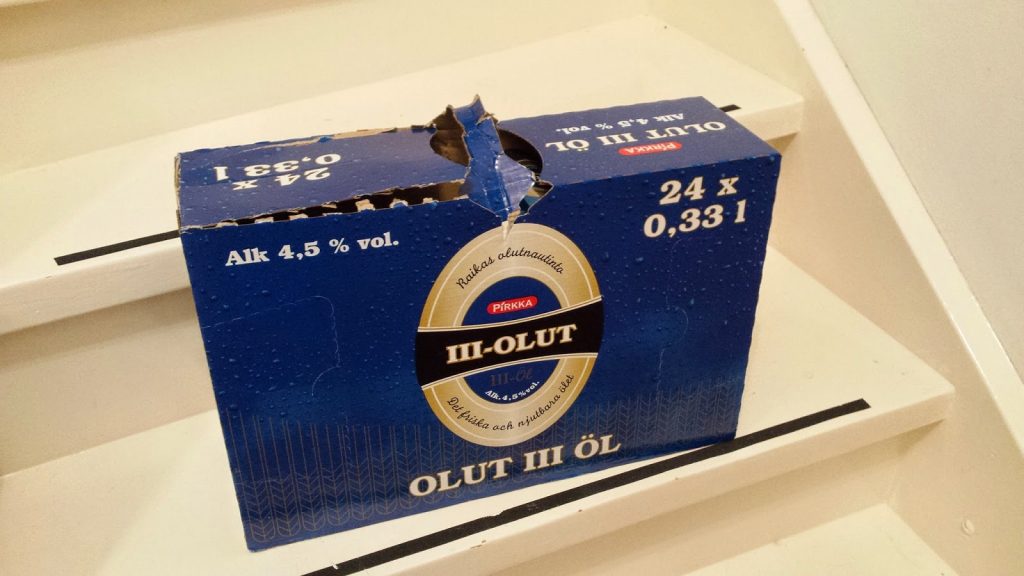 24 x
0,33 l
OLUT III ÖL
PIRKKA
Alk 4,5 % vol.
Alk 4,5 % vol.
24 x
0,33 l
Raikas olutnautinto
PIRKKA
III-OLUT
III-Öl
Alk. 4,5% vol.
Det friska och njutbara ölet
OLUT III ÖL